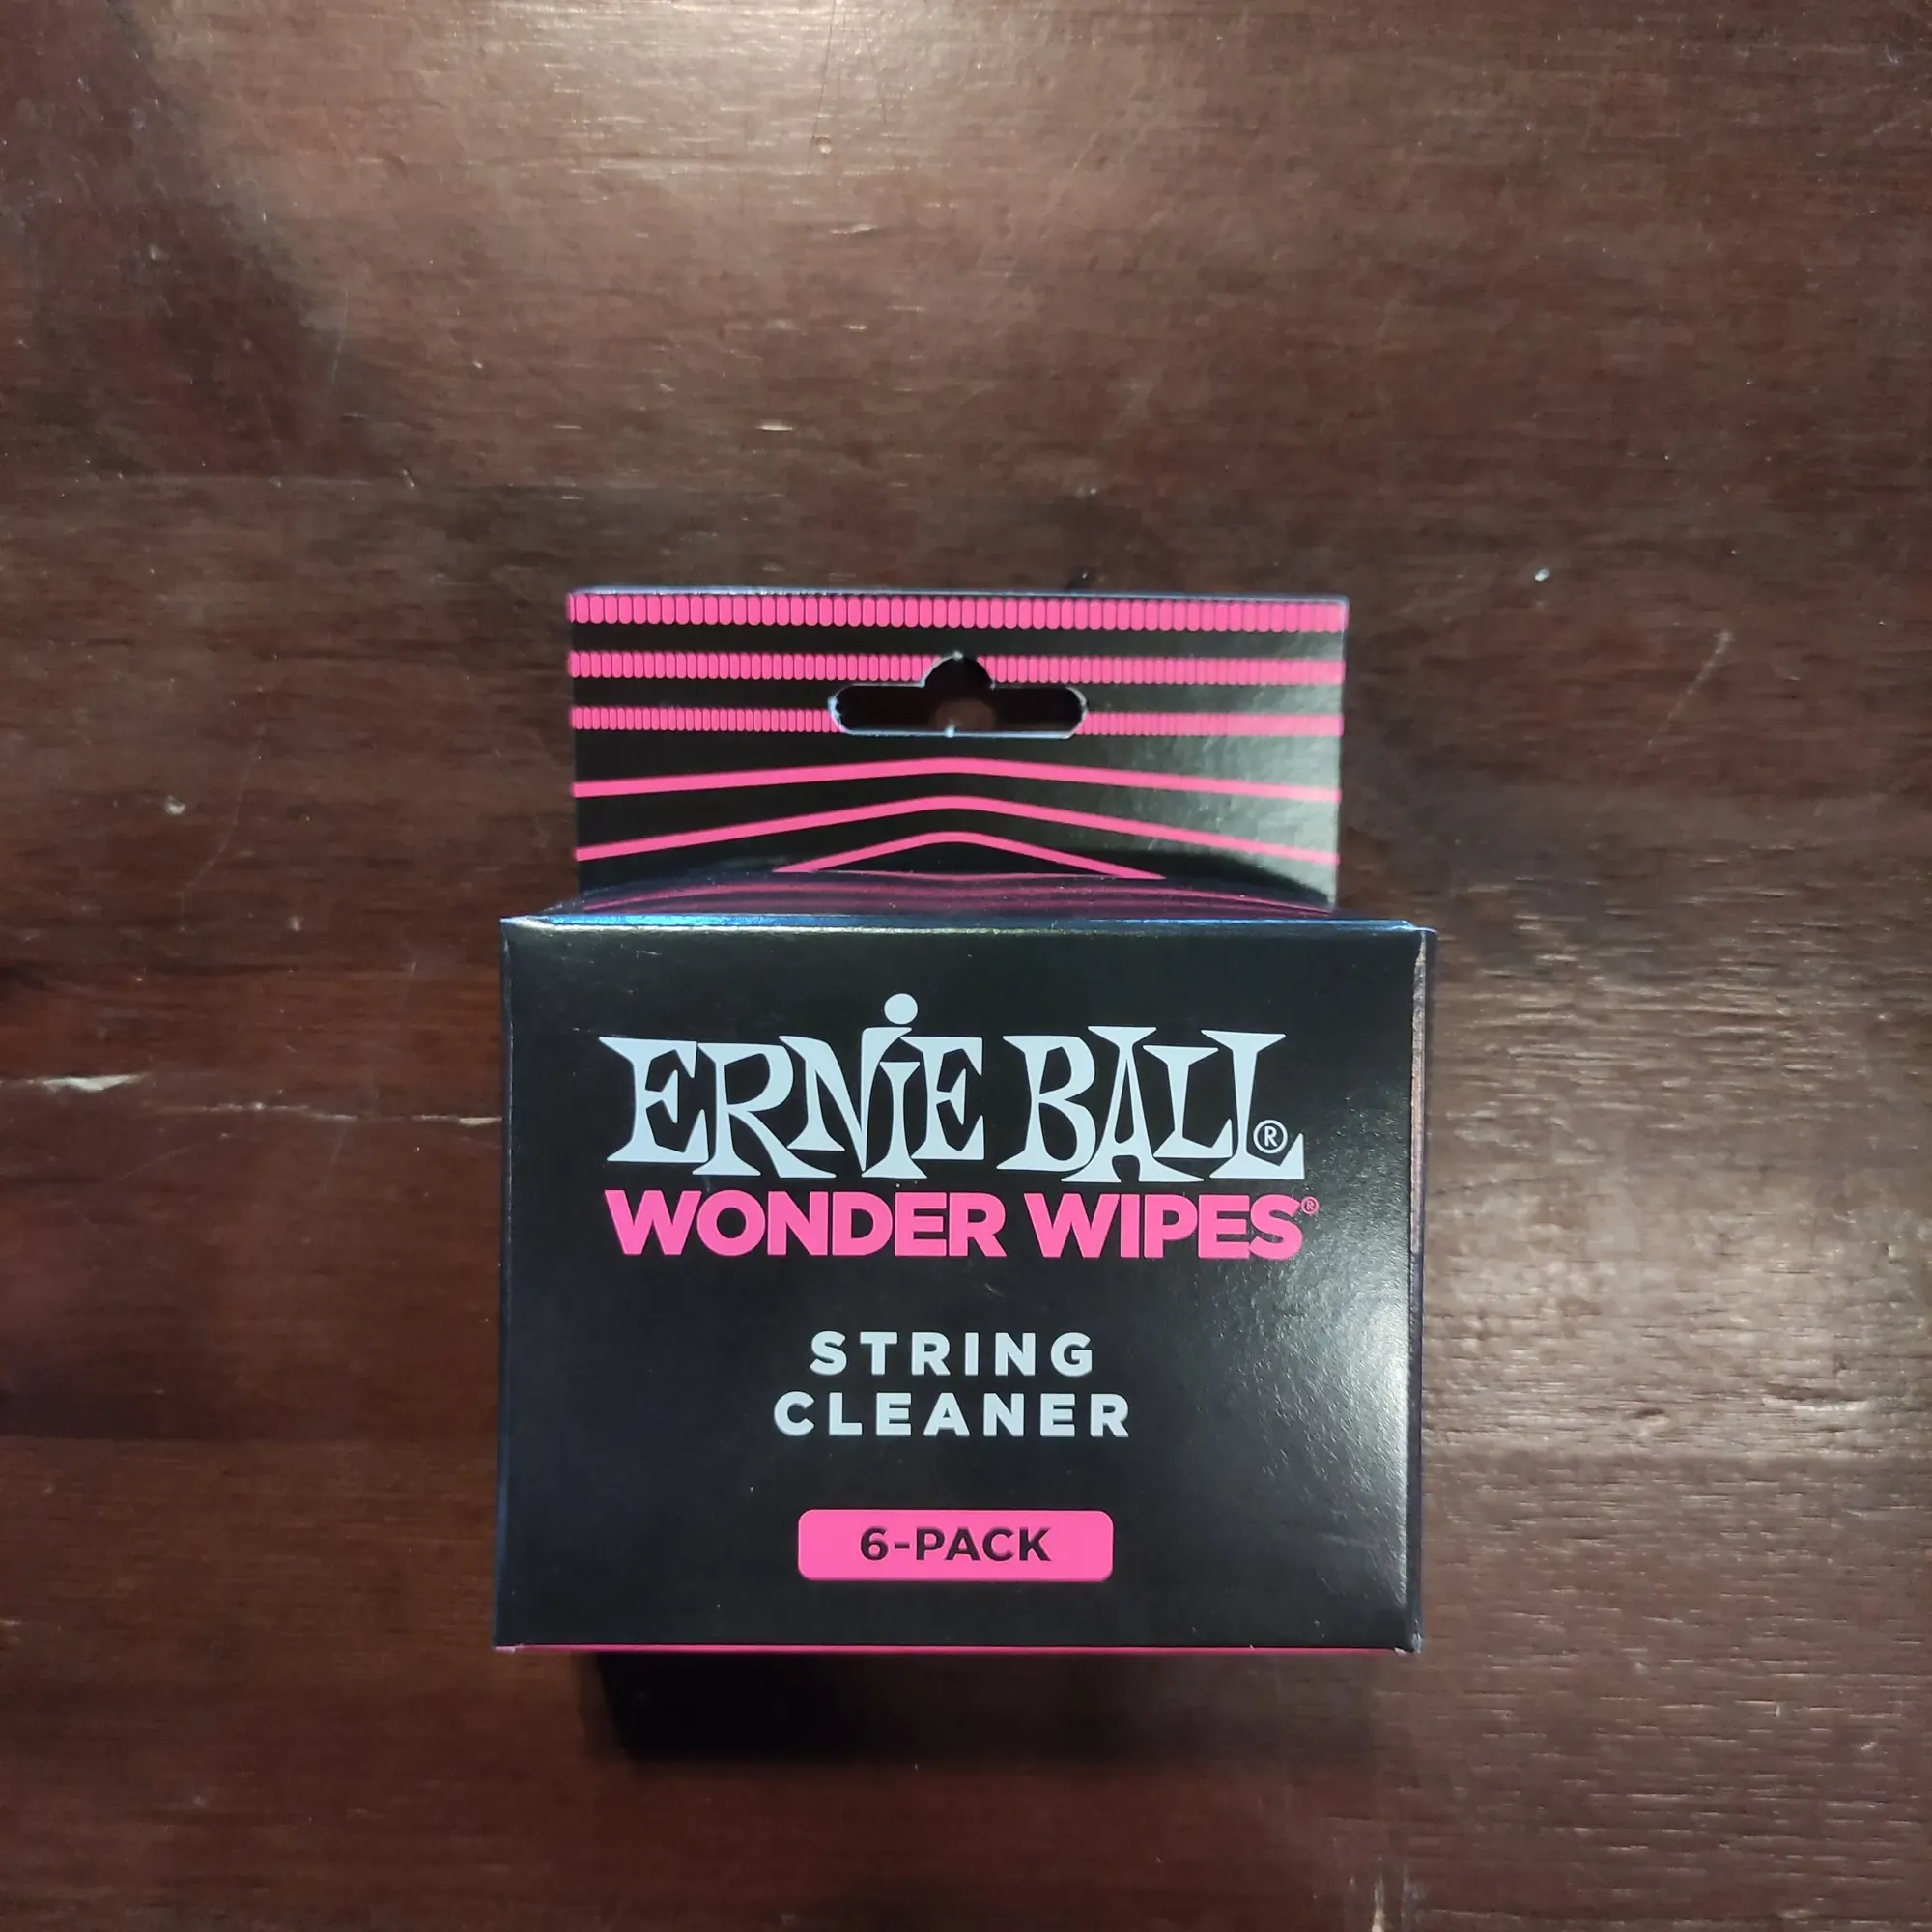 ERNiE BALL®
WONDER WIPES®
STRING
CLEANER
6-PACK